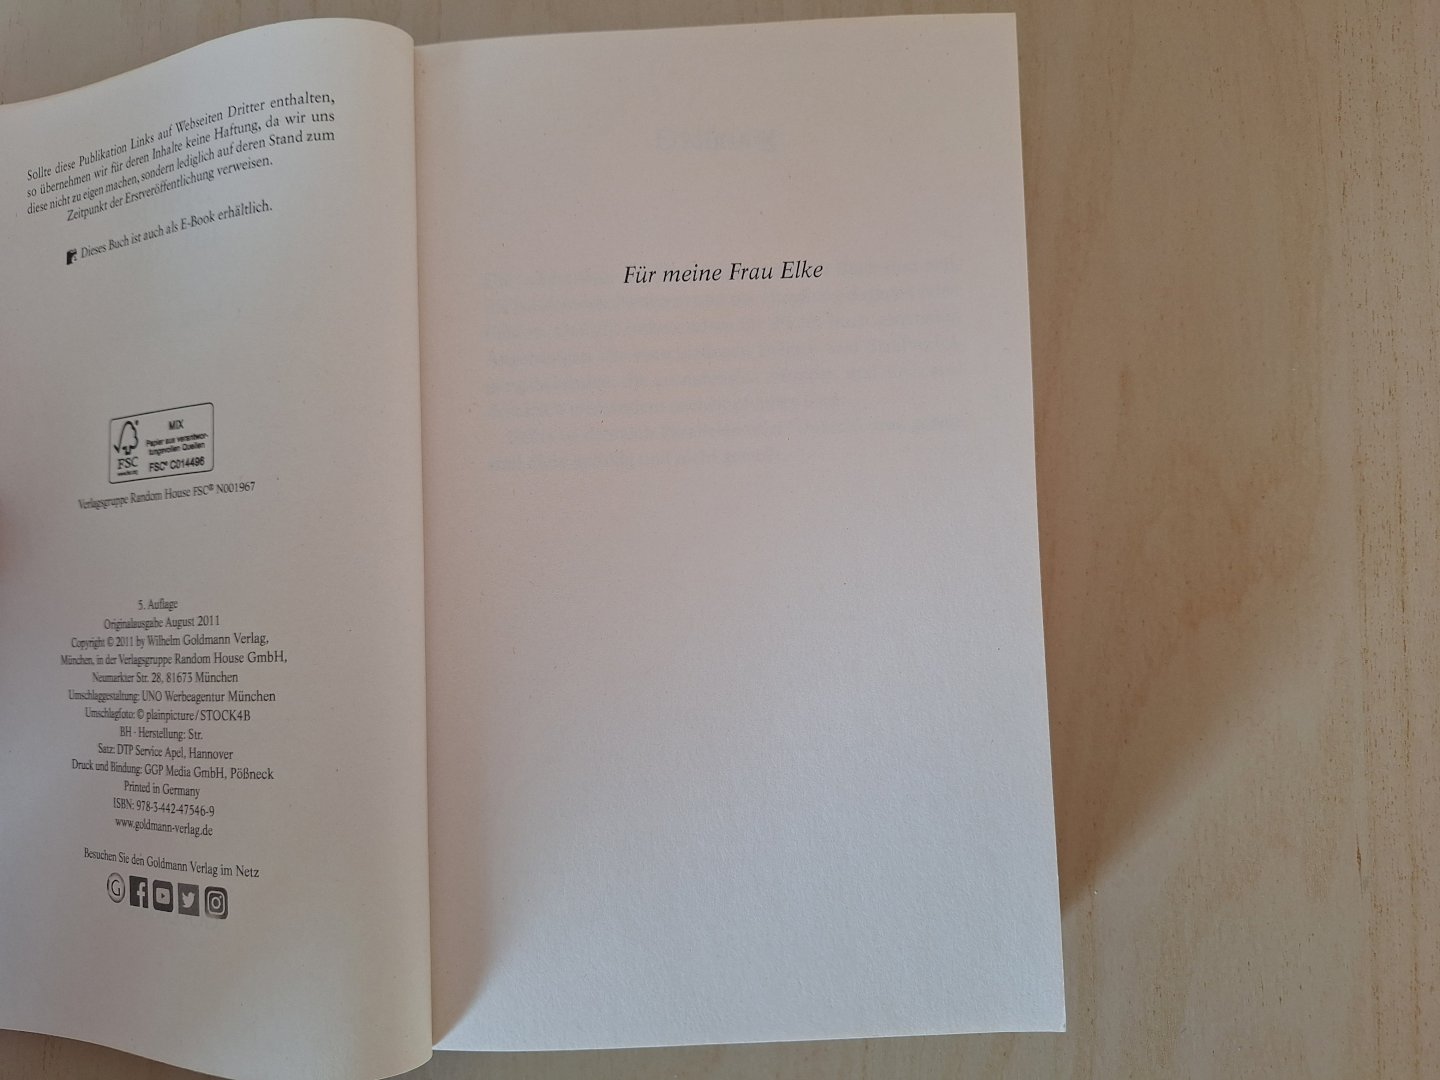 Sollte diese Publikation Links auf Webseiten Dritter enthalten,
so übernehmen wir für deren Inhalte keine Haftung, da wir uns
diese nicht zu eigen machen, sondern lediglich auf deren Stand zum
Zeitpunkt der Erstveröffentlichung verweisen.
Dieses Buch ist auch als E-Book erhältlich.
FSC
MIX
Papier aus verantwor-
tungsvollen Quellen
FSC® C014496
Verlagsgruppe Random House FSC® N001967
5. Auflage
Originalausgabe August 2011
Copyright © 2011 by Wilhelm Goldmann Verlag,
München, in der Verlagsgruppe Random House GmbH,
Neumarkter Str. 28, 81673 München
Umschlaggestaltung: UNO Werbeagentur München
Umschlagfoto: © plainpicture/STOCK4B
BH · Herstellung: Str.
Satz: DTP Service Apel, Hannover
Druck und Bindung: GGP Media GmbH, Pößneck
Printed in Germany
ISBN: 978-3-442-47546-9
www.goldmann-verlag.de
Besuchen Sie den Goldmann Verlag im Netz
Für meine Frau Elke